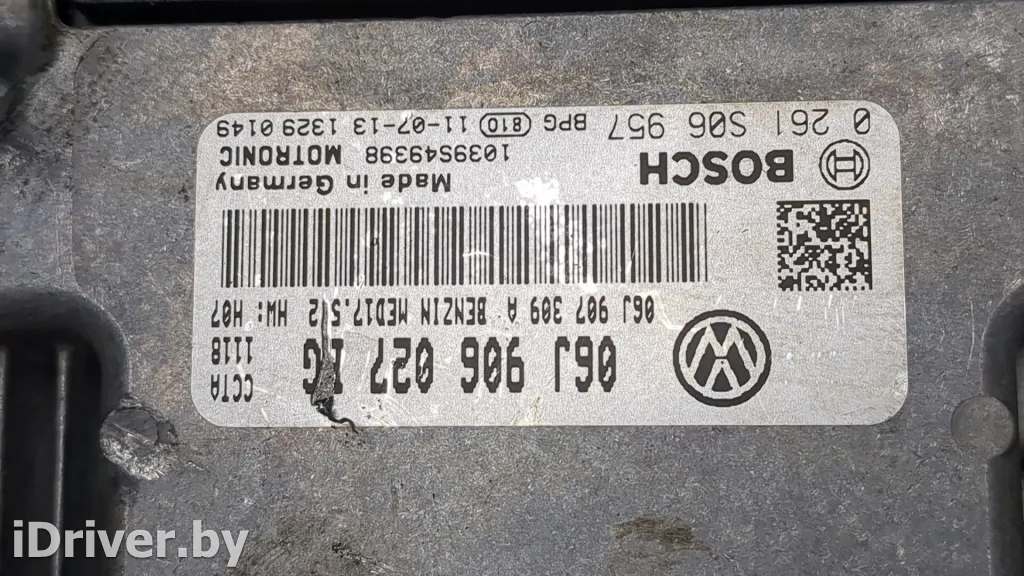 06J 906 027 CCTA
1118
06J 907 309 A BENZIN MED17.5.2 HW: H07
Made in Germany
BOSCH 1039S49398 MOTRONIC
0 261 S06 957 BPG 810 11-07-13 1329 0149
iDriver.by